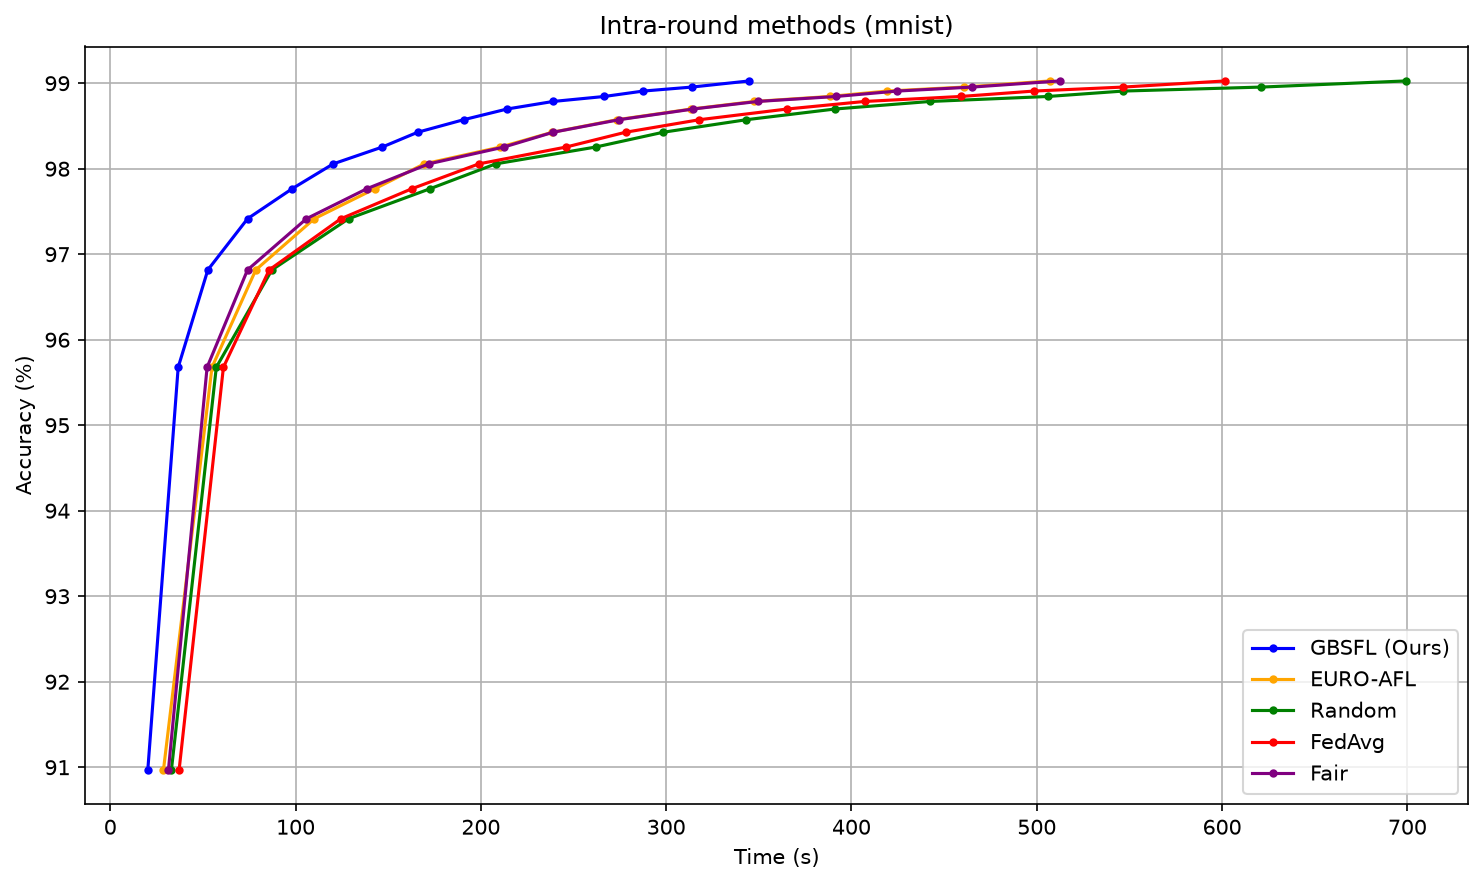 Intra-round methods (mnist)
Accuracy (%)
99
98
97
96
95
94
93
92
91
0 100 200 300 400 500 600 700
Time (s)
GBSFL (Ours)
EURO-AFL
Random
FedAvg
Fair